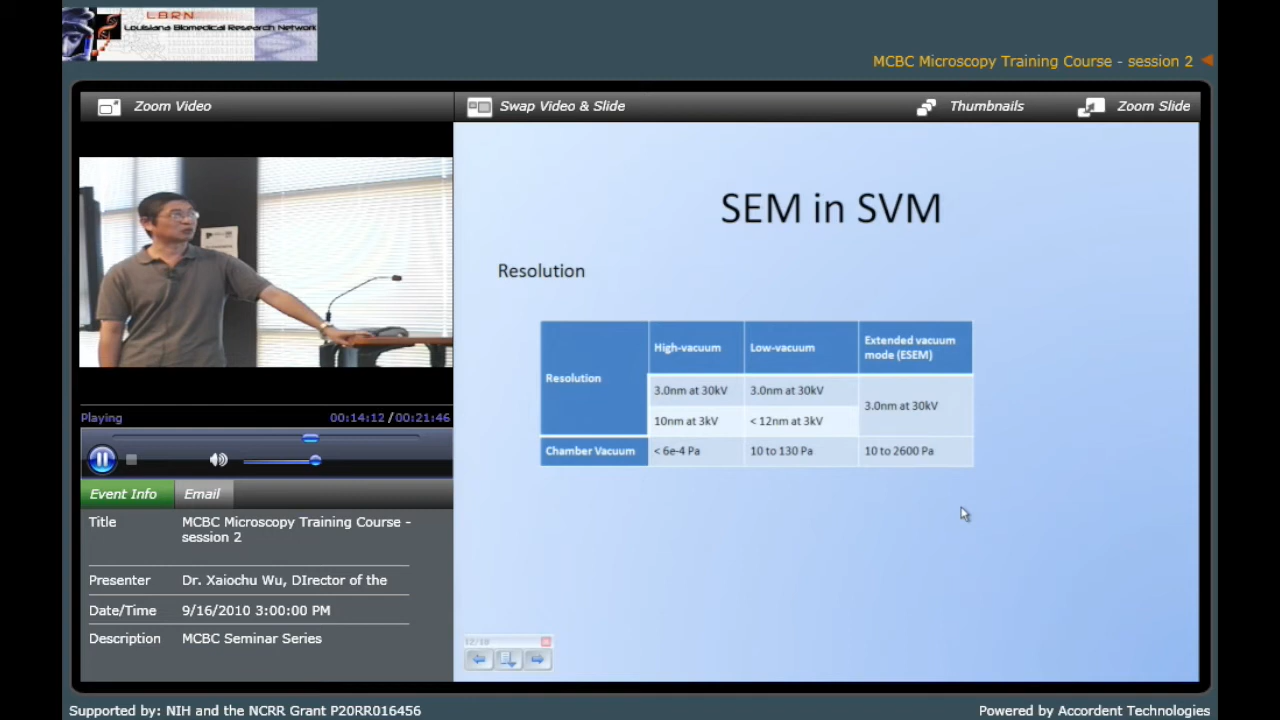 LBRN
Louisiana Biomedical Research Network
MCBC Microscopy Training Course - session 2
Zoom Video
Swap Video & Slide
Thumbnails
Zoom Slide
SEM in SVM
Resolution
Resolution
High-vacuum
Low-vacuum
Extended vacuum
mode (ESEM)
3.0nm at 30kV
3.0nm at 30kV
3.0nm at 30kV
10nm at 3kV
< 12nm at 3kV
Chamber Vacuum
< 6e-4 Pa
10 to 130 Pa
10 to 2600 Pa
Playing
00:14:12 / 00:21:46
Event Info
Email
Title
MCBC Microscopy Training Course -
session 2
Presenter
Dr. Xaiochu Wu, DIrector of the
Date/Time
9/16/2010 3:00:00 PM
Description
MCBC Seminar Series
12/18
Supported by: NIH and the NCRR Grant P20RR016456
Powered by Accordent Technologies